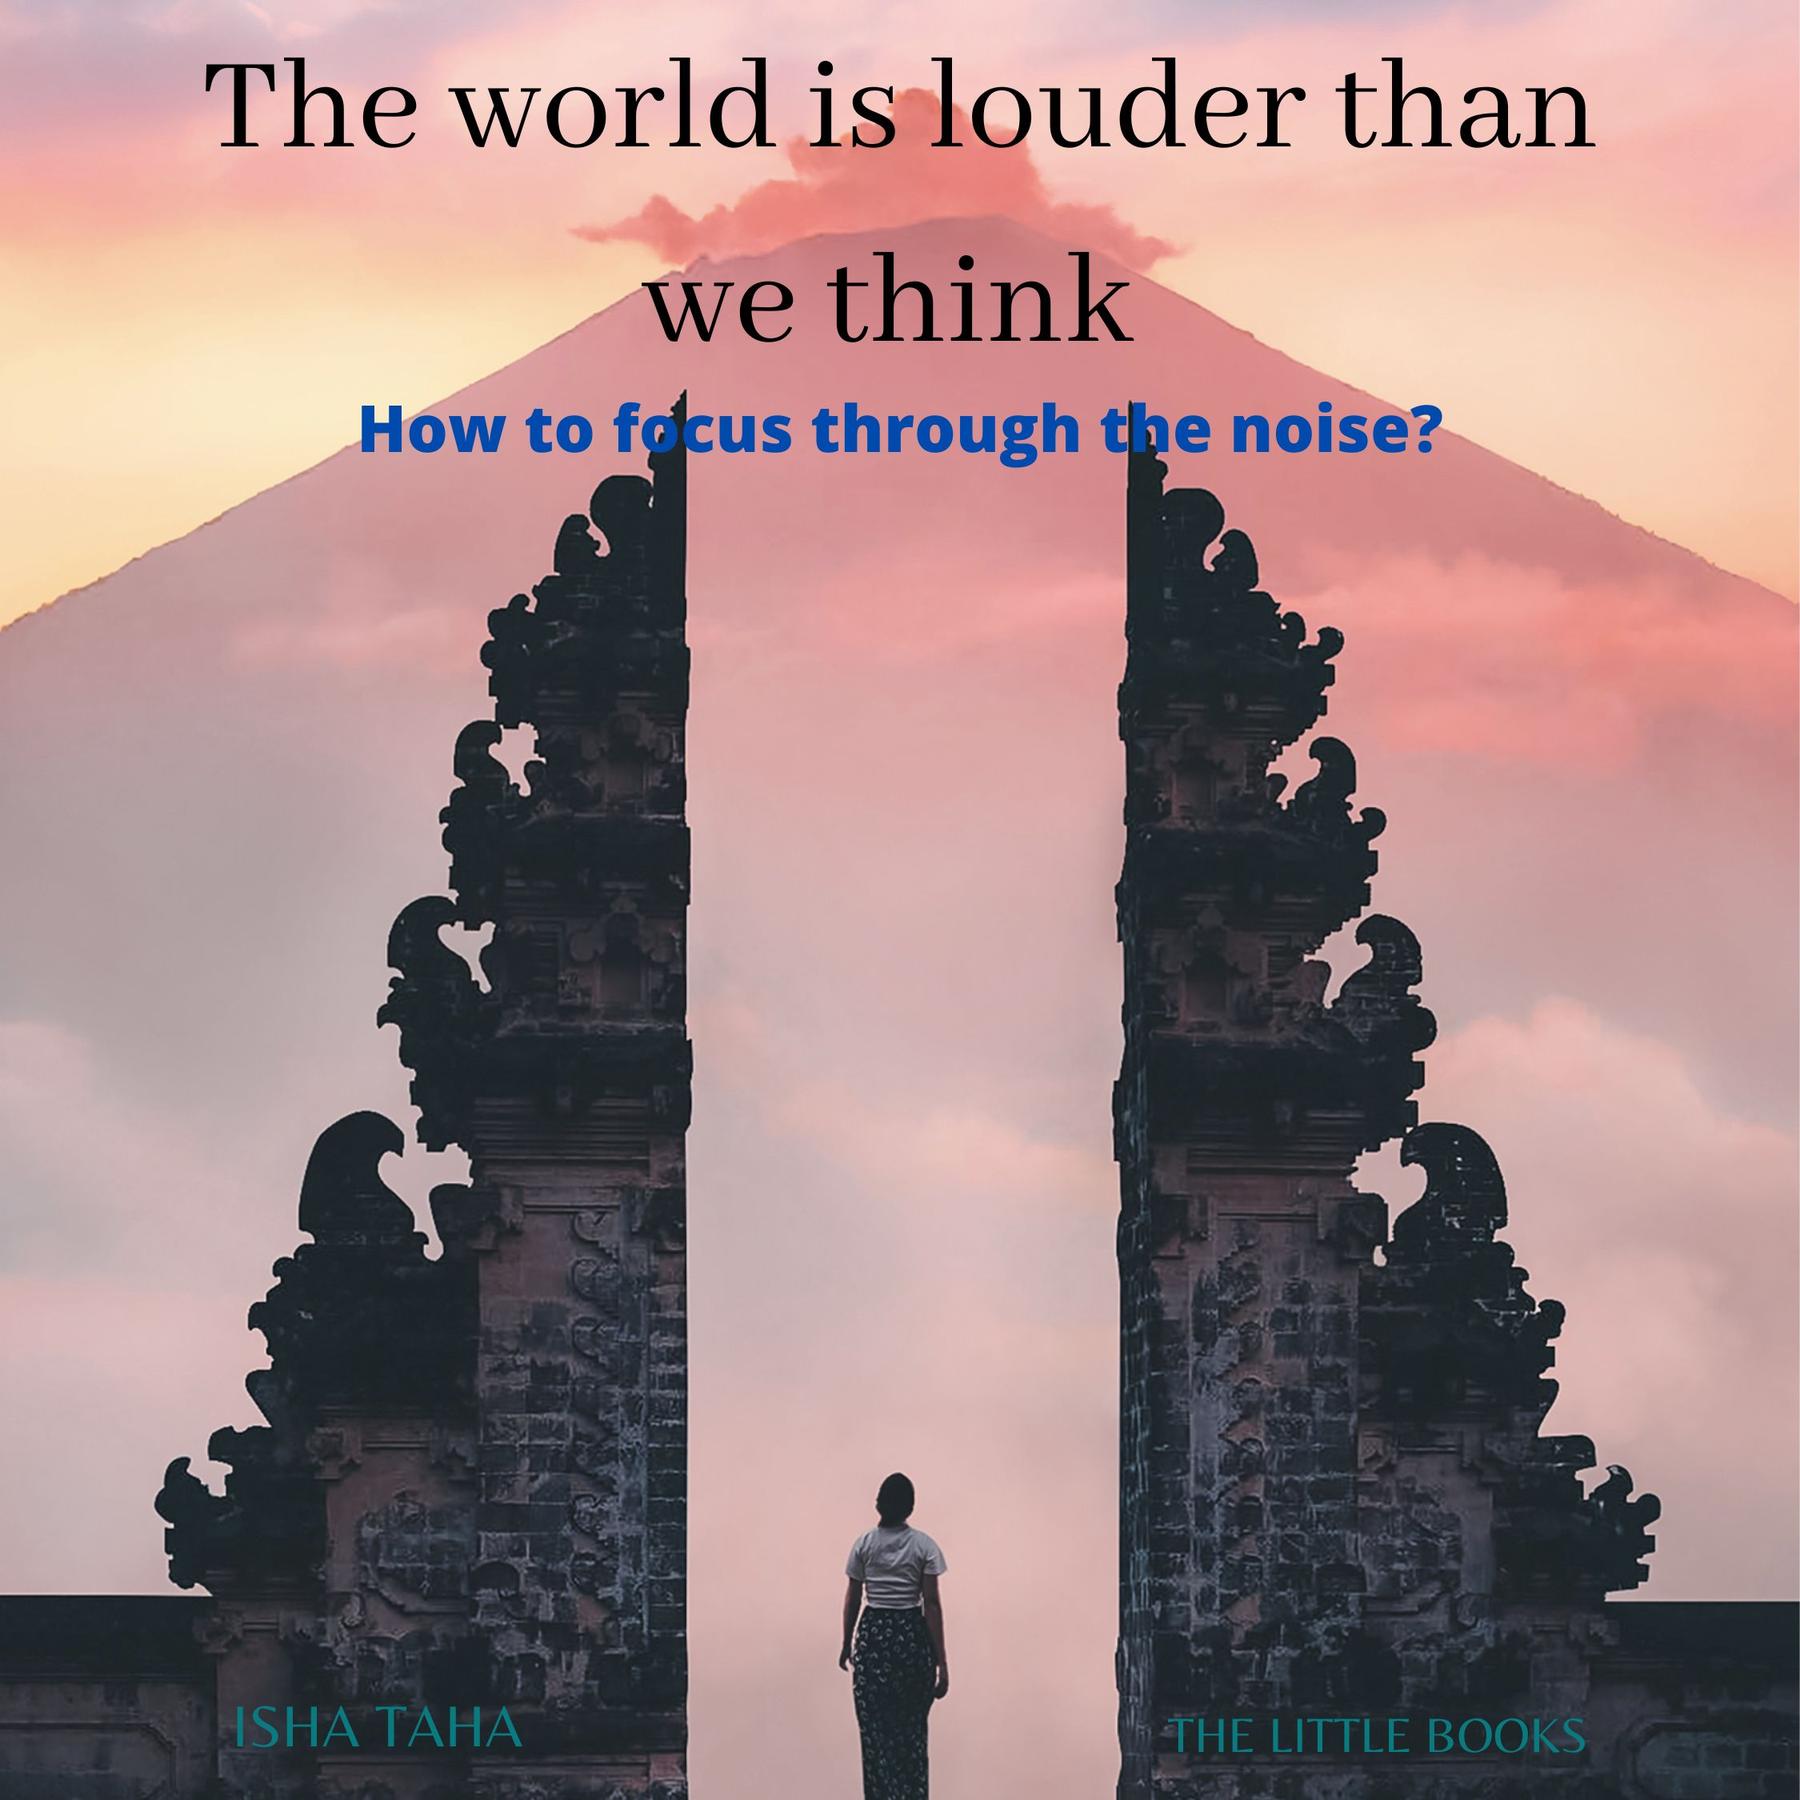 The world is louder than
we think
How to focus through the noise?
ISHA TAHA
THE LITTLE BOOKS